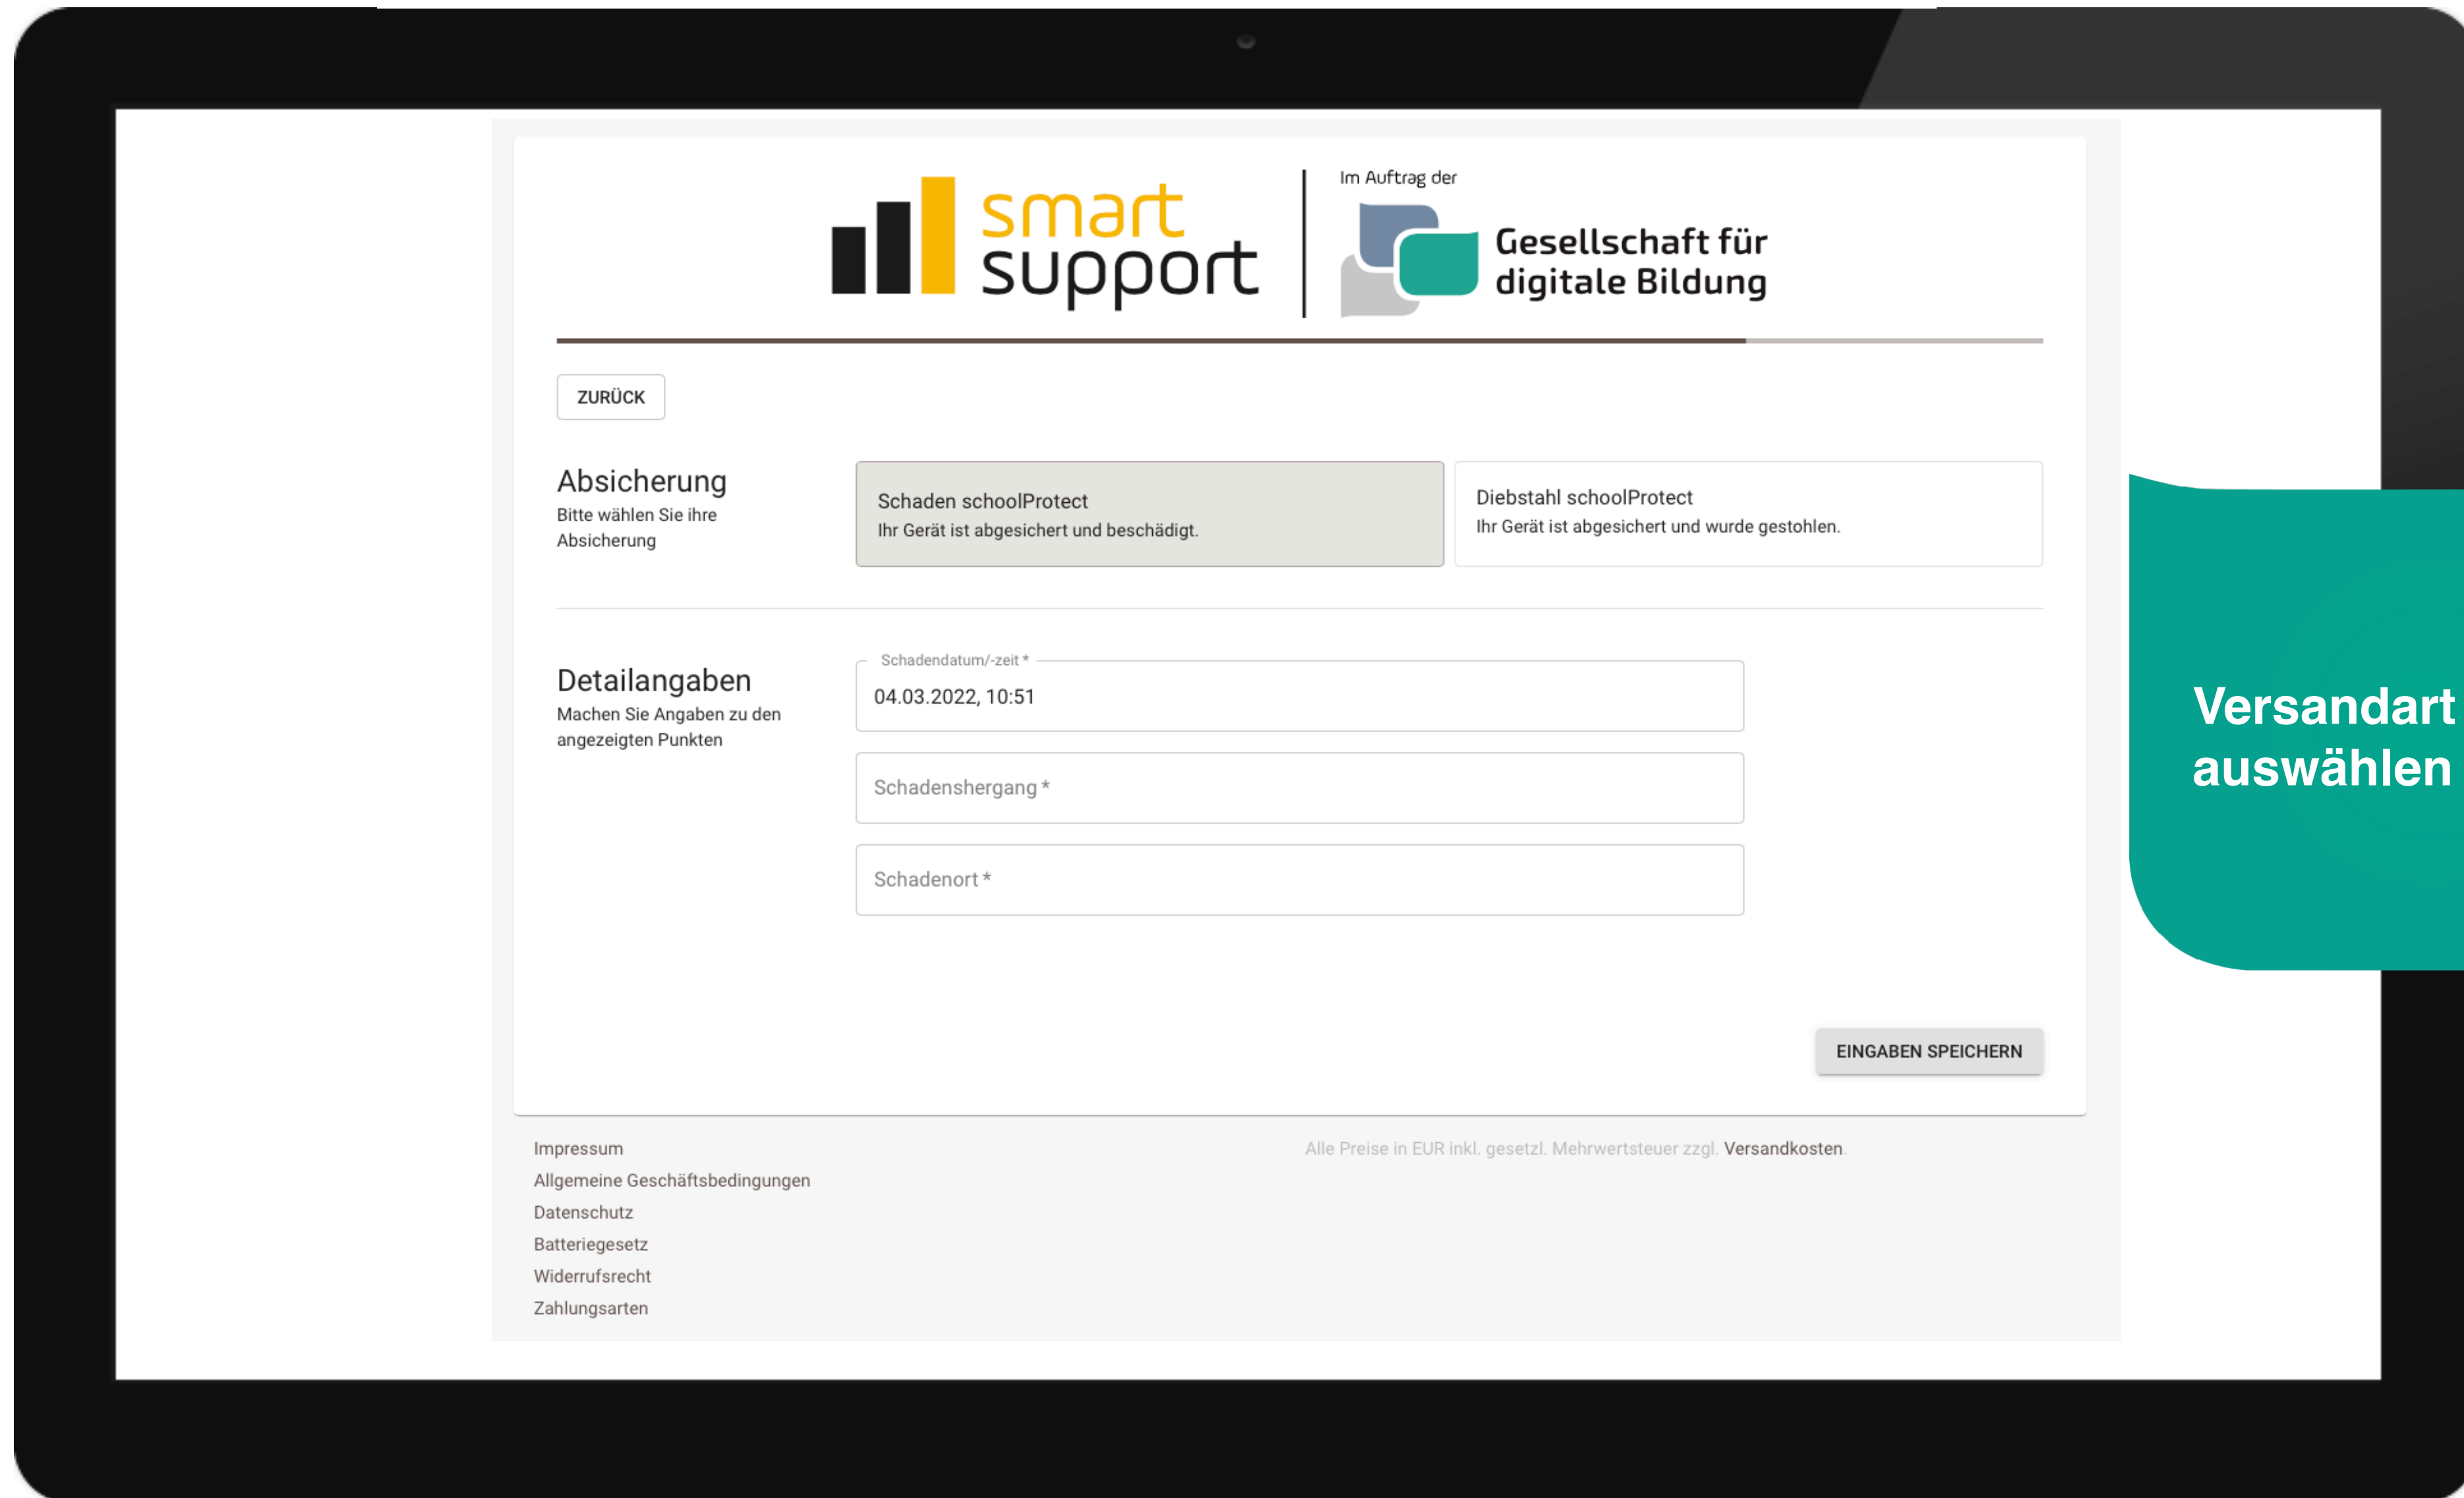 smart
support
Im Auftrag der
Gesellschaft für
digitale Bildung
ZURÜCK
Absicherung
Bitte wählen Sie ihre
Absicherung
Schaden schoolProtect
Ihr Gerät ist abgesichert und beschädigt.
Diebstahl schoolProtect
Ihr Gerät ist abgesichert und wurde gestohlen.
Detailangaben
Machen Sie Angaben zu den
angezeigten Punkten
Schadendatum/-zeit *
04.03.2022, 10:51
Schadenshergang *
Schadenort *
EINGABEN SPEICHERN
Versandart
auswählen
Impressum
Allgemeine Geschäftsbedingungen
Datenschutz
Batteriegesetz
Widerrufsrecht
Zahlungsarten
Alle Preise in EUR inkl. gesetzl. Mehrwertsteuer zzgl. Versandkosten.